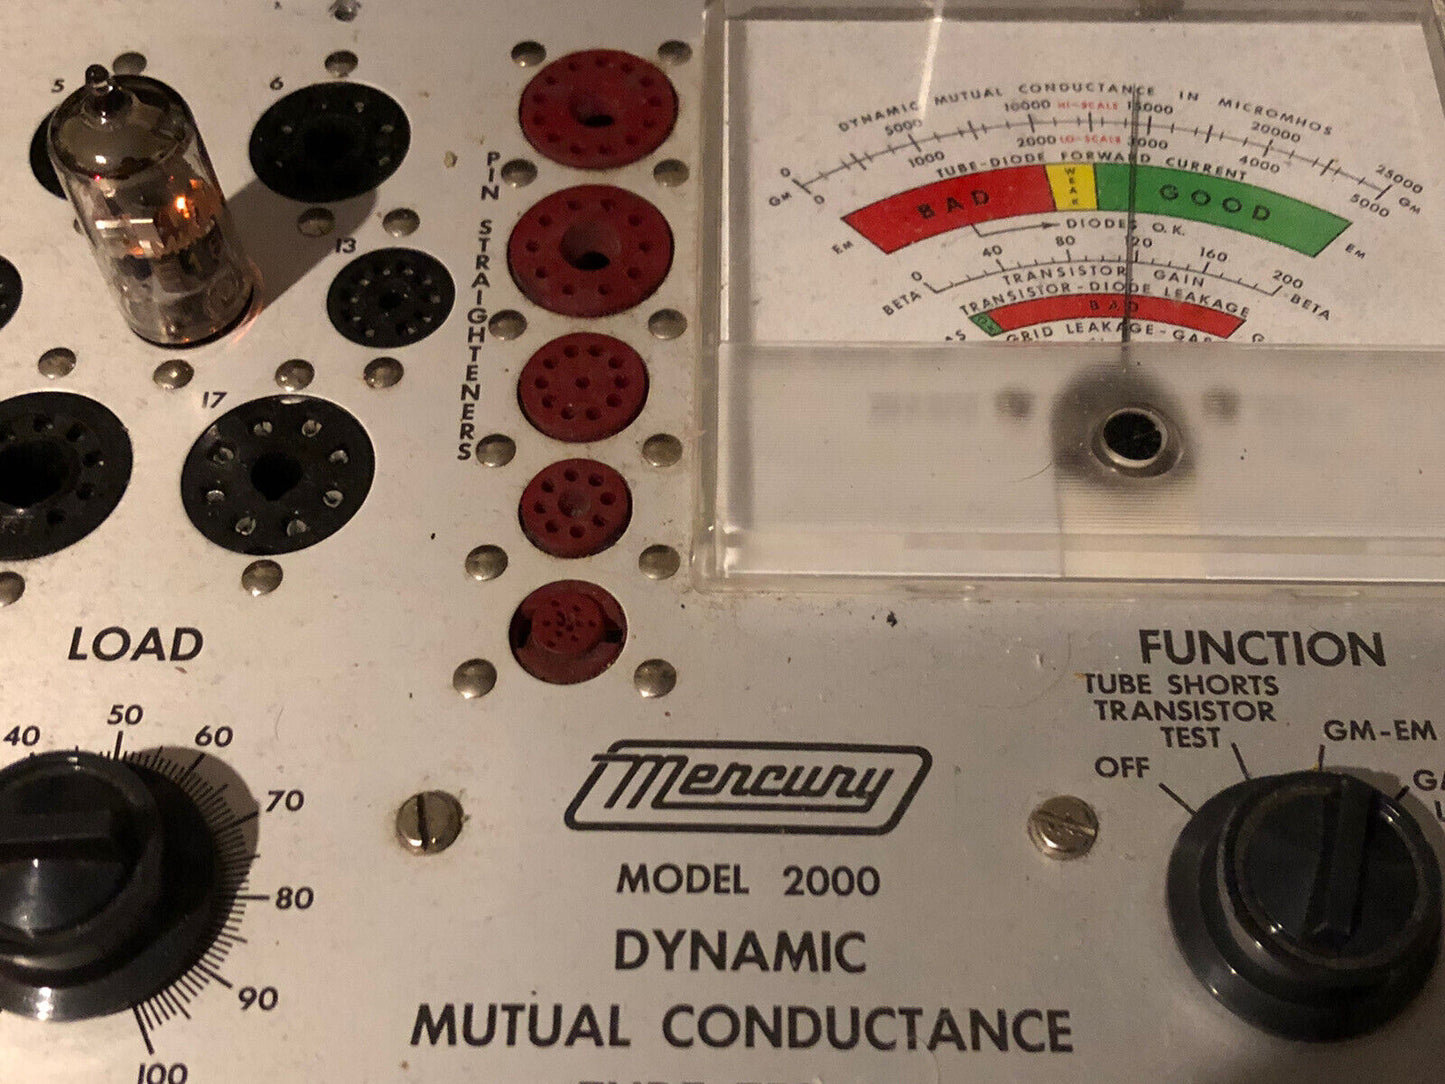 5
6
13
17
PIN STRAIGHTENERS
DYNAMIC MUTUAL CONDUCTANCE IN MICROMHOS
0 5000 10000 HI-SCALE 15000 20000 25000
GM GM
0 1000 2000 LO-SCALE 3000 4000 5000
TUBE-DIODE FORWARD CURRENT
BAD WEAK GOOD
EM EM
DIODES O.K.
0 40 80 120 160 200
BETA TRANSISTOR GAIN BETA
TRANSISTOR-DIODE LEAKAGE
BAD
GRID LEAKAGE-GAS
LOAD
40
50
60
70
80
90
100
Mercury
MODEL 2000
DYNAMIC
MUTUAL CONDUCTANCE
FUNCTION
TUBE SHORTS
TRANSISTOR
TEST
OFF
GM-EM